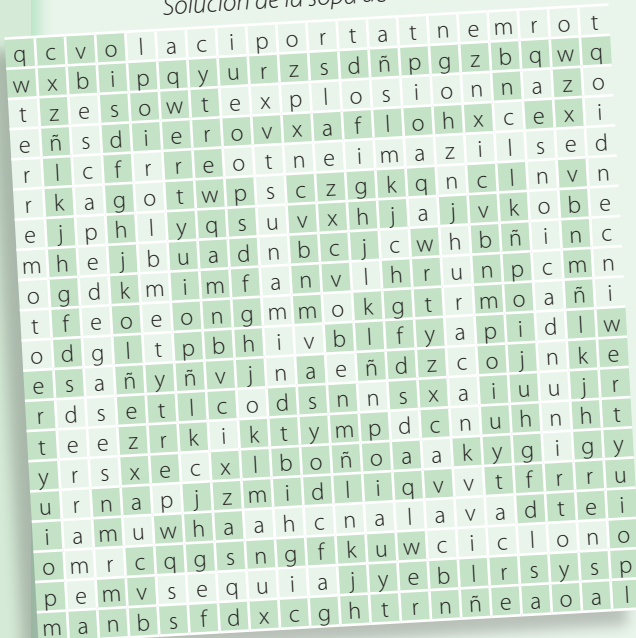 Solución de la sopa de
q c v o l a c i p o r t a t n e m r o t
w x b i p q y u r z s d ñ p g z b q w q
t z e s o w t e x p l o s i o n n a z o
e ñ s d i e r o v x a f l o h x c e x i
r l c f r r e o t n e i m a z i l s e d
r k a g o t w p s c z g k q n c l n v n
e j p h l y q s u v x h j a j v k o b e
m h e j b u a d n b c j c w h b ñ i n c
o g d k m i m f a n v l h r u n p c m n
t f e o e o n g m m o k g t r m o a ñ i
o d g l t p b h i v b l f y a p i d l w
e s a ñ y ñ v j n a e ñ d z c o j n k e
r d s e t l c o d s n n s x a i u u j r
t e e z r k i k t y m p d c n u h n h t
y r s x e c x l b o ñ o a a k y g i g y
u r n a p j z m i d l i q v v t f r r u
i a m u w h a a h c n a l a v a d t e i
o m r c q g s n g f k u w c i c l o n o
p e m v s e q u i a j y e b l r s y s p
m a n b s f d x c g h t r n ñ e a o a l